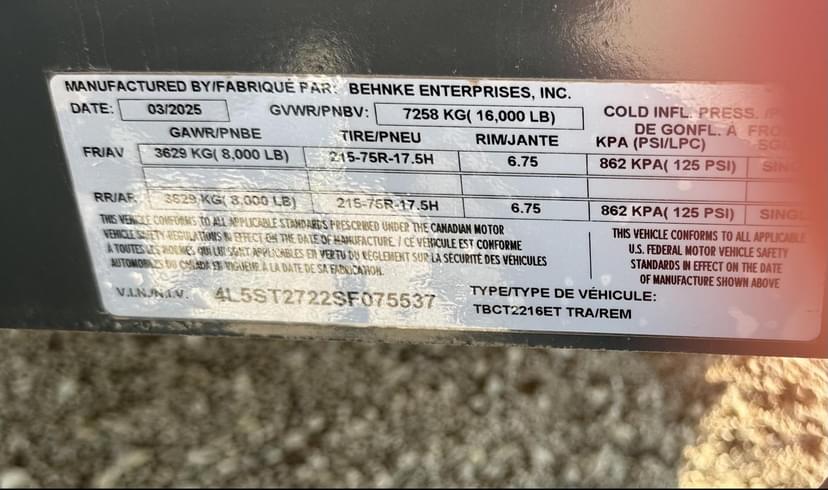 MANUFACTURED BY/FABRIQUÉ PAR: BEHNKE ENTERPRISES, INC.
DATE: 03/2025 GVWR/PNBV: 7258 KG( 16,000 LB)
COLD INFL. PRESS.
DE GONFL. À
GAWR/PNBE TIRE/PNEU RIM/JANTE KPA (PSI/LPC)
FR/AV 3629 KG( 8,000 LB) 215-75R-17.5H 6.75 862 KPA( 125 PSI)
RR/AR 3629 KG( 8,000 LB) 215-75R-17.5H 6.75 862 KPA( 125 PSI)
THIS VEHICLE CONFORMS TO ALL APPLICABLE STANDARDS PRESCRIBED UNDER THE CANADIAN MOTOR
VEHICLE SAFETY REGULATIONS IN EFFECT ON THE DATE OF MANUFACTURE. / CE VEHICULE EST CONFORME
A TOUTES LES NORMES QUI LUI SONT APPLICABLES EN VERTU DU REGLEMENT SUR LA SÉCURITÉ DES VÉHICULES
AUTOMOBILES DU CANADA EN VIGUEUR A LA DATE DE SA FABRICATION.
THIS VEHICLE CONFORMS TO ALL APPLICABLE
U.S. FEDERAL MOTOR VEHICLE SAFETY
STANDARDS IN EFFECT ON THE DATE
OF MANUFACTURE SHOWN ABOVE
V.I.N./N.I.V. 4L5ST2722SF075537 TYPE/TYPE DE VÉHICULE:
TBCT2216ET TRA/REM